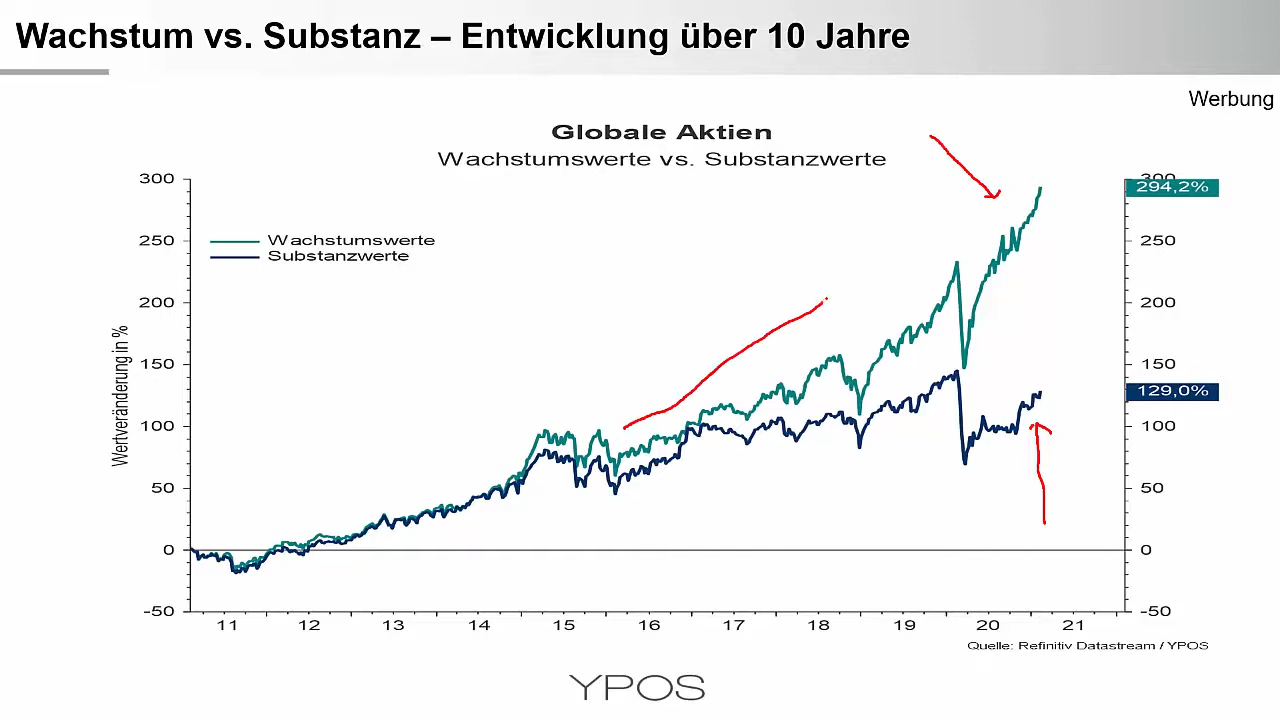 Wachstum vs. Substanz – Entwicklung über 10 Jahre
Werbung
Globale Aktien
Wachstumswerte vs. Substanzwerte
300
300
294,2%
250
250
Wachstumswerte
Substanzwerte
200
200
Wertveränderung in %
150
150
129,0%
100
100
50
50
0
0
-50
-50
11 12 13 14 15 16 17 18 19 20 21
Quelle: Refinitiv Datastream / YPOS
YPOS